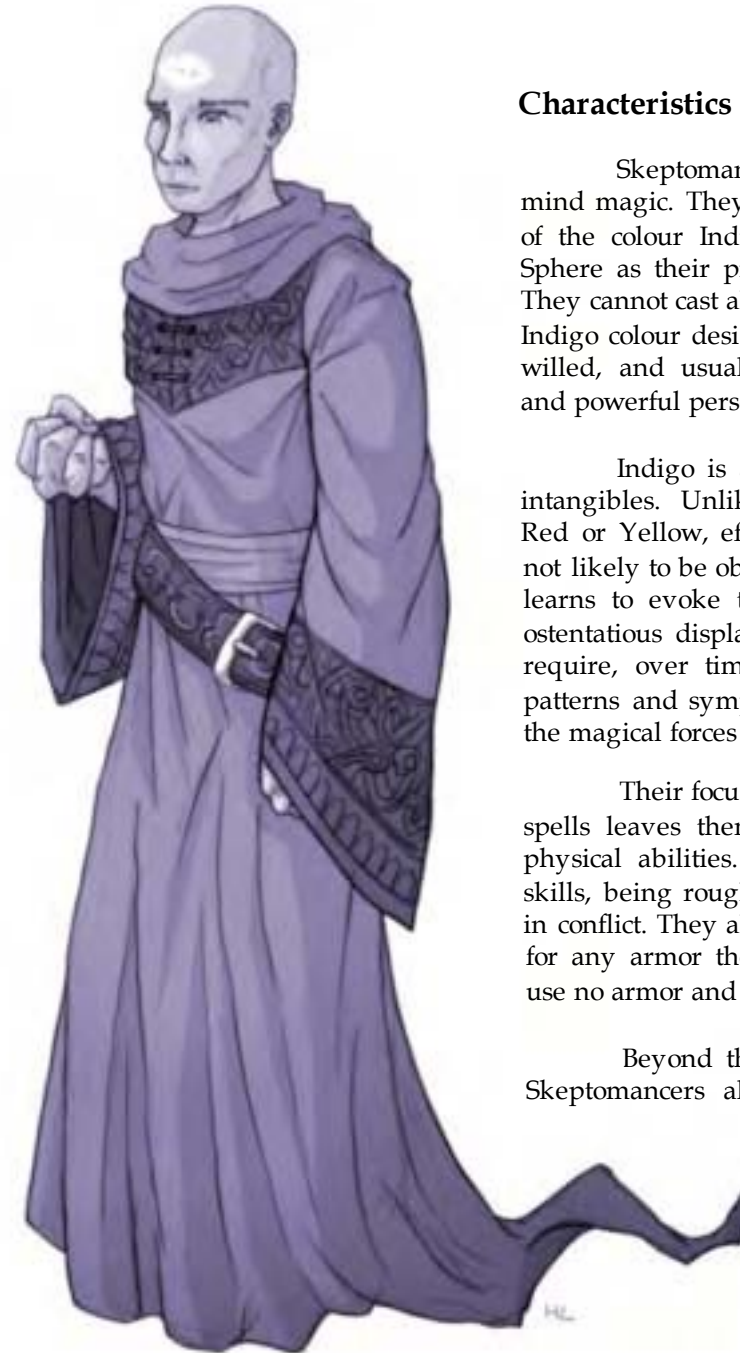 Characteristics
Skeptoman
mind magic. They
of the colour Ind
Sphere as their p
They cannot cast a
Indigo colour desi
willed, and usual
and powerful pers
Indigo is
intangibles. Unlik
Red or Yellow, ef
not likely to be ob
learns to evoke t
ostentatious displa
require, over tim
patterns and symp
the magical forces
Their focu
spells leaves ther
physical abilities.
skills, being roug
in conflict. They a
for any armor the
use no armor and
Beyond th
Skeptomancers al
HL